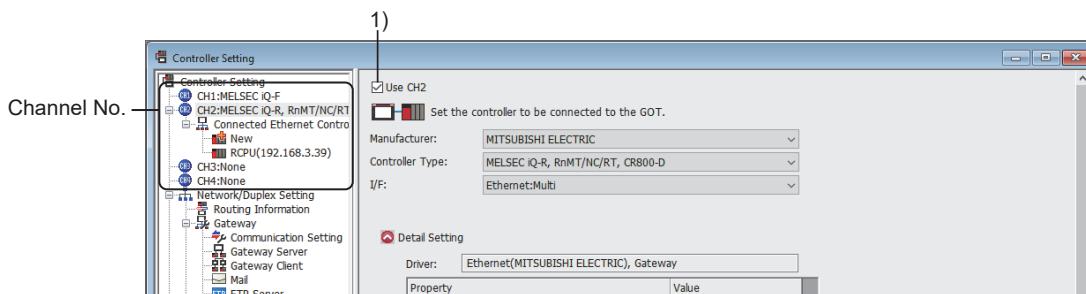 1)
Controller Setting
Channel No.
Controller Setting
CH1:MELSEC iQ-F
CH2:MELSEC iQ-R, RnMT/NC/RT
Connected Ethernet Contro
New
RCPU(192.168.3.39)
CH3:None
CH4:None
Network/Duplex Setting
Routing Information
Gateway
Communication Setting
Gateway Server
Gateway Client
Mail
FTP Server
Use CH2
Set the controller to be connected to the GOT.
Manufacturer: MITSUBISHI ELECTRIC
Controller Type: MELSEC iQ-R, RnMT/NC/RT, CR800-D
I/F: Ethernet:Multi
Detail Setting
Driver: Ethernet(MITSUBISHI ELECTRIC), Gateway
Property Value